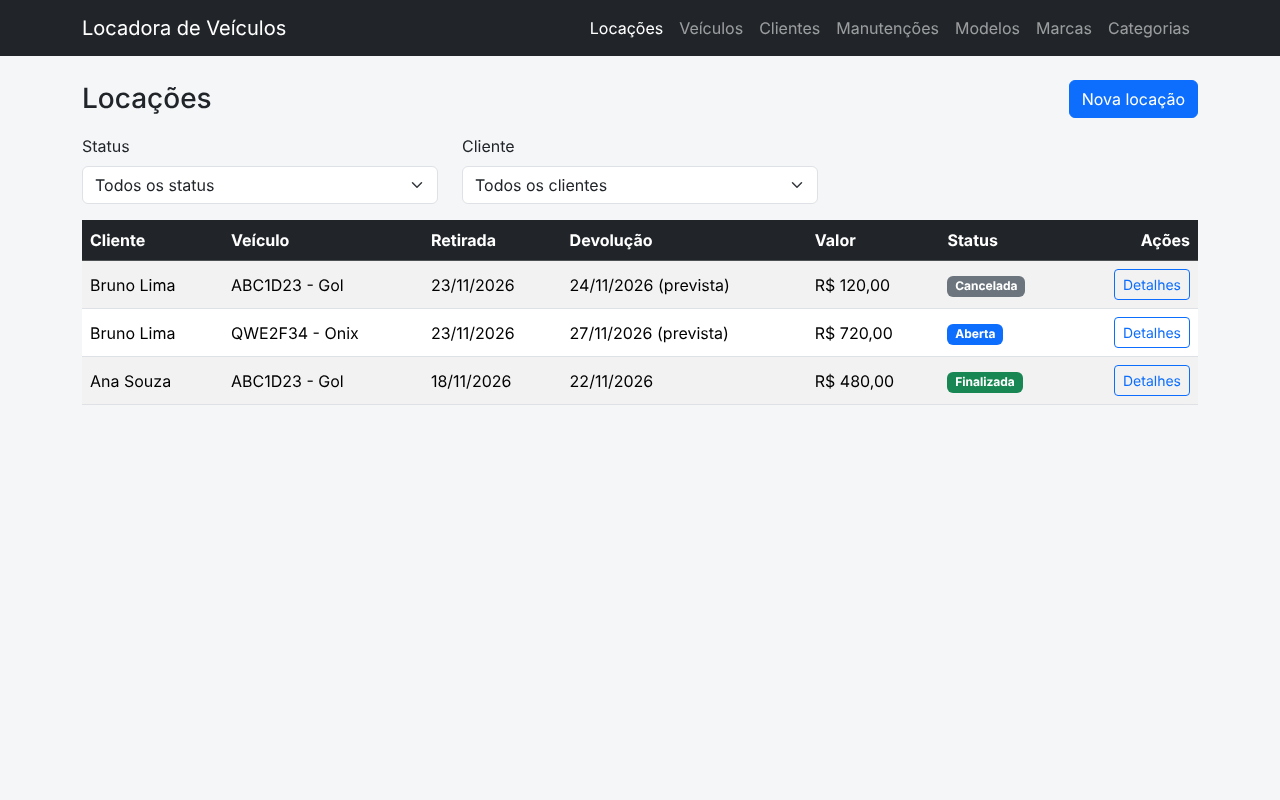 Locadora de Veículos Locações Veículos Clientes Manutenções Modelos Marcas Categorias
Locações Nova locação
Status Cliente
Todos os status Todos os clientes
Cliente Veículo Retirada Devolução Valor Status Ações
Bruno Lima ABC1D23 - Gol 23/11/2026 24/11/2026 (prevista) R$ 120,00 Cancelada Detalhes
Bruno Lima QWE2F34 - Onix 23/11/2026 27/11/2026 (prevista) R$ 720,00 Aberta Detalhes
Ana Souza ABC1D23 - Gol 18/11/2026 22/11/2026 R$ 480,00 Finalizada Detalhes